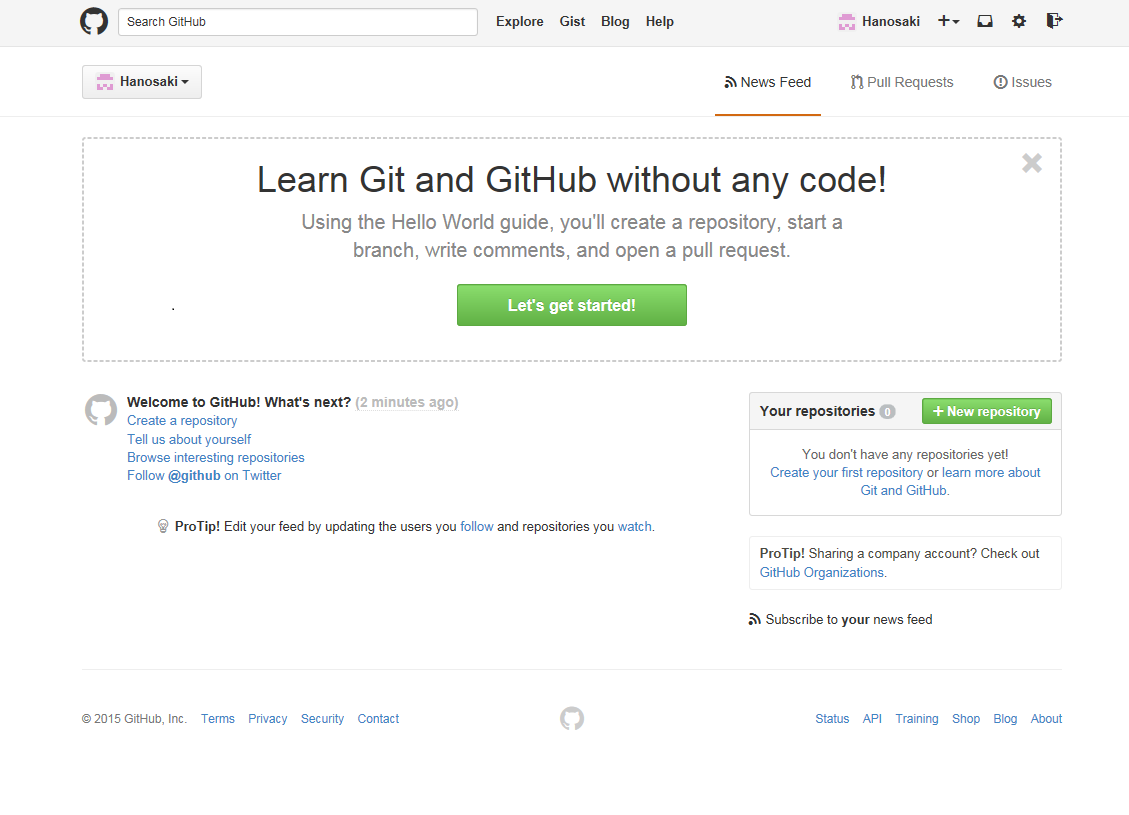 Search GitHub Explore Gist Blog Help Hanosaki
Hanosaki News Feed Pull Requests Issues
Learn Git and GitHub without any code!
Using the Hello World guide, you'll create a repository, start a
branch, write comments, and open a pull request.
Let's get started!
.
Welcome to GitHub! What's next? (2 minutes ago)
Create a repository
Tell us about yourself
Browse interesting repositories
Follow @github on Twitter
ProTip! Edit your feed by updating the users you follow and repositories you watch.
Your repositories 0 New repository
You don't have any repositories yet!
Create your first repository or learn more about
Git and GitHub.
ProTip! Sharing a company account? Check out
GitHub Organizations.
Subscribe to your news feed
© 2015 GitHub, Inc. Terms Privacy Security Contact Status API Training Shop Blog About